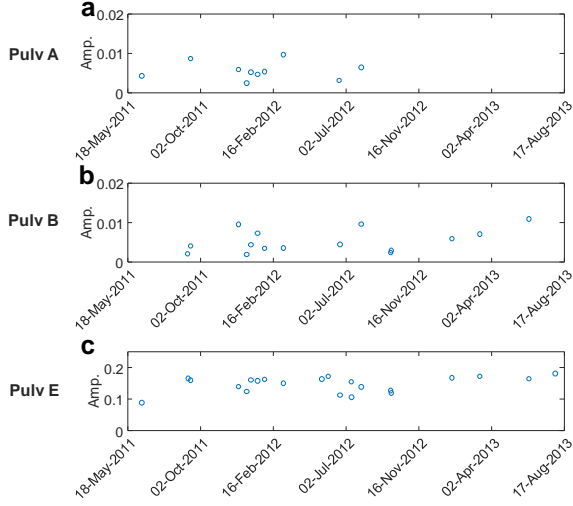 a
Pulv A
Amp.
0.02
0.01
0
18-May-2011
02-Oct-2011
16-Feb-2012
02-Jul-2012
16-Nov-2012
02-Apr-2013
17-Aug-2013
b
Pulv B
Amp.
0.02
0.01
0
18-May-2011
02-Oct-2011
16-Feb-2012
02-Jul-2012
16-Nov-2012
02-Apr-2013
17-Aug-2013
c
Pulv E
Amp.
0.2
0.1
0
18-May-2011
02-Oct-2011
16-Feb-2012
02-Jul-2012
16-Nov-2012
02-Apr-2013
17-Aug-2013